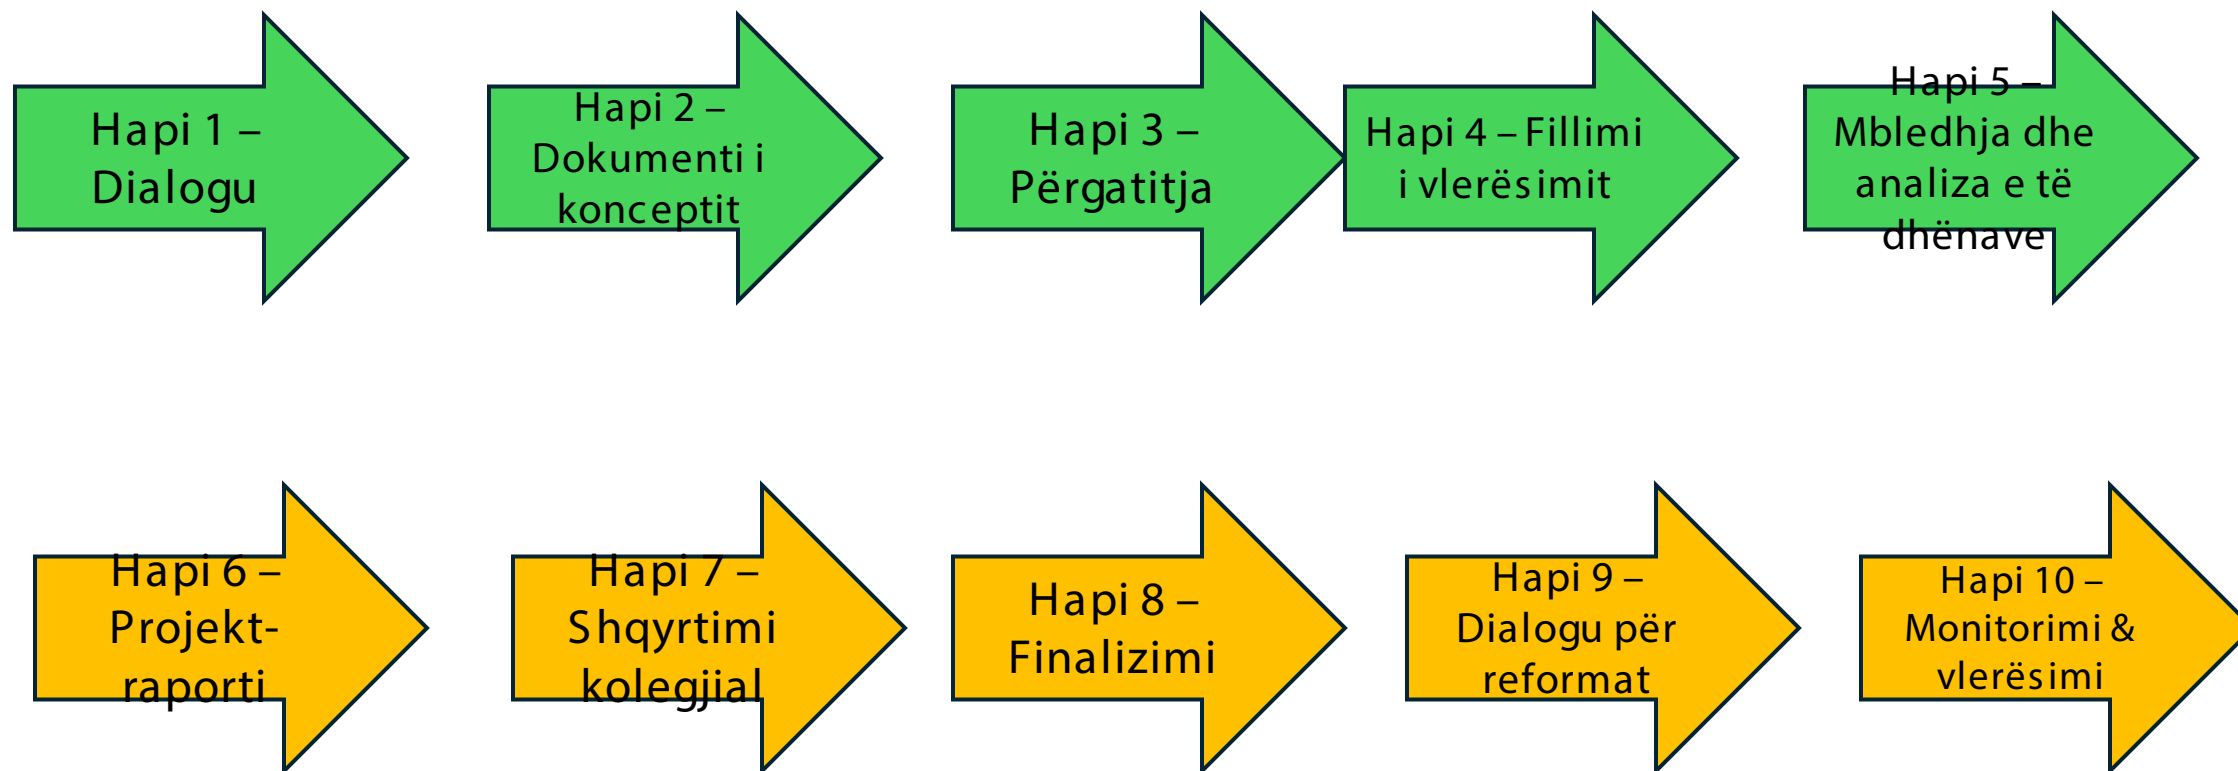 Hapi 1 –
Dialogu
Hapi 2 –
Dokumenti i
konceptit
Hapi 3 –
Përgatitja
Hapi 4 – Fillimi
i vlerësimit
Hapi 5 –
Mbledhja dhe
analiza e të
dhënave
Hapi 6 –
Projekt-
raporti
Hapi 7 –
Shqyrtimi
kolegjial
Hapi 8 –
Finalizimi
Hapi 9 –
Dialogu për
reformat
Hapi 10 –
Monitorimi &
vlerësimi